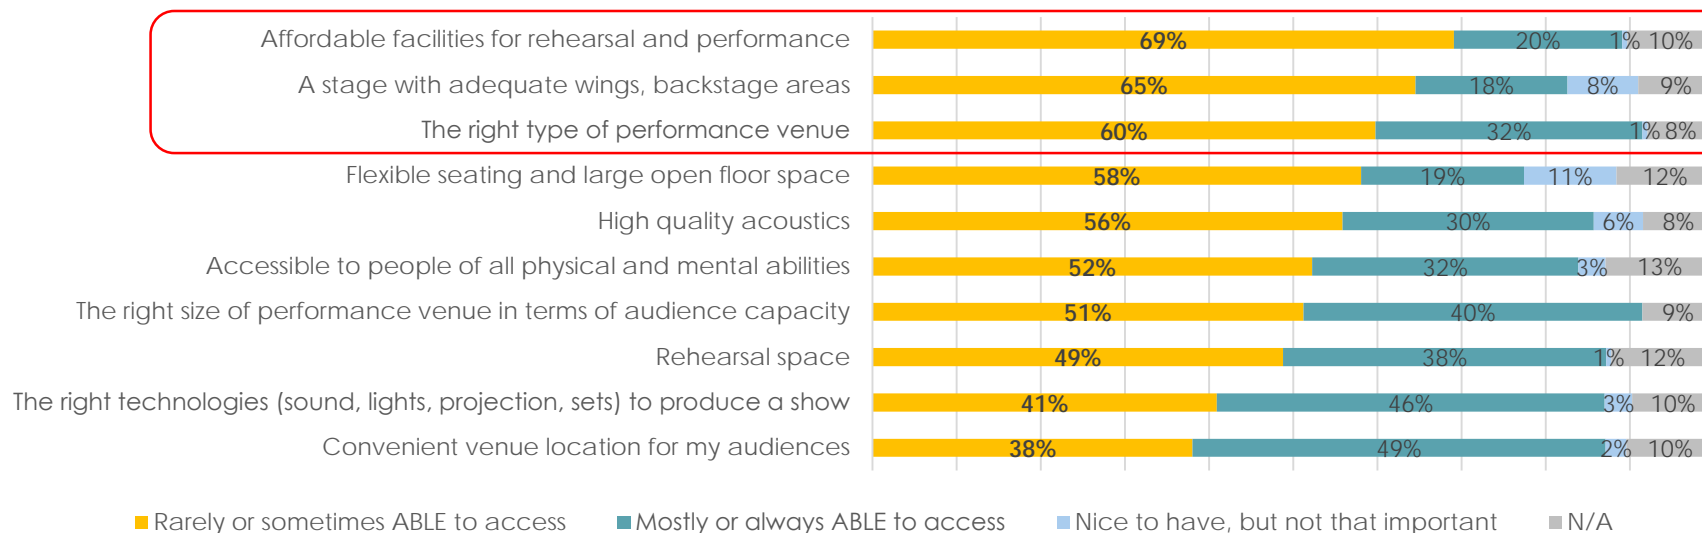 Affordable facilities for rehearsal and performance 69% 20% 1% 10%
A stage with adequate wings, backstage areas 65% 18% 8% 9%
The right type of performance venue 60% 32% 1% 8%
Flexible seating and large open floor space 58% 19% 11% 12%
High quality acoustics 56% 30% 6% 8%
Accessible to people of all physical and mental abilities 52% 32% 3% 13%
The right size of performance venue in terms of audience capacity 51% 40% 9%
Rehearsal space 49% 38% 1% 12%
The right technologies (sound, lights, projection, sets) to produce a show 41% 46% 3% 10%
Convenient venue location for my audiences 38% 49% 2% 10%
Rarely or sometimes ABLE to access Mostly or always ABLE to access Nice to have, but not that important N/A